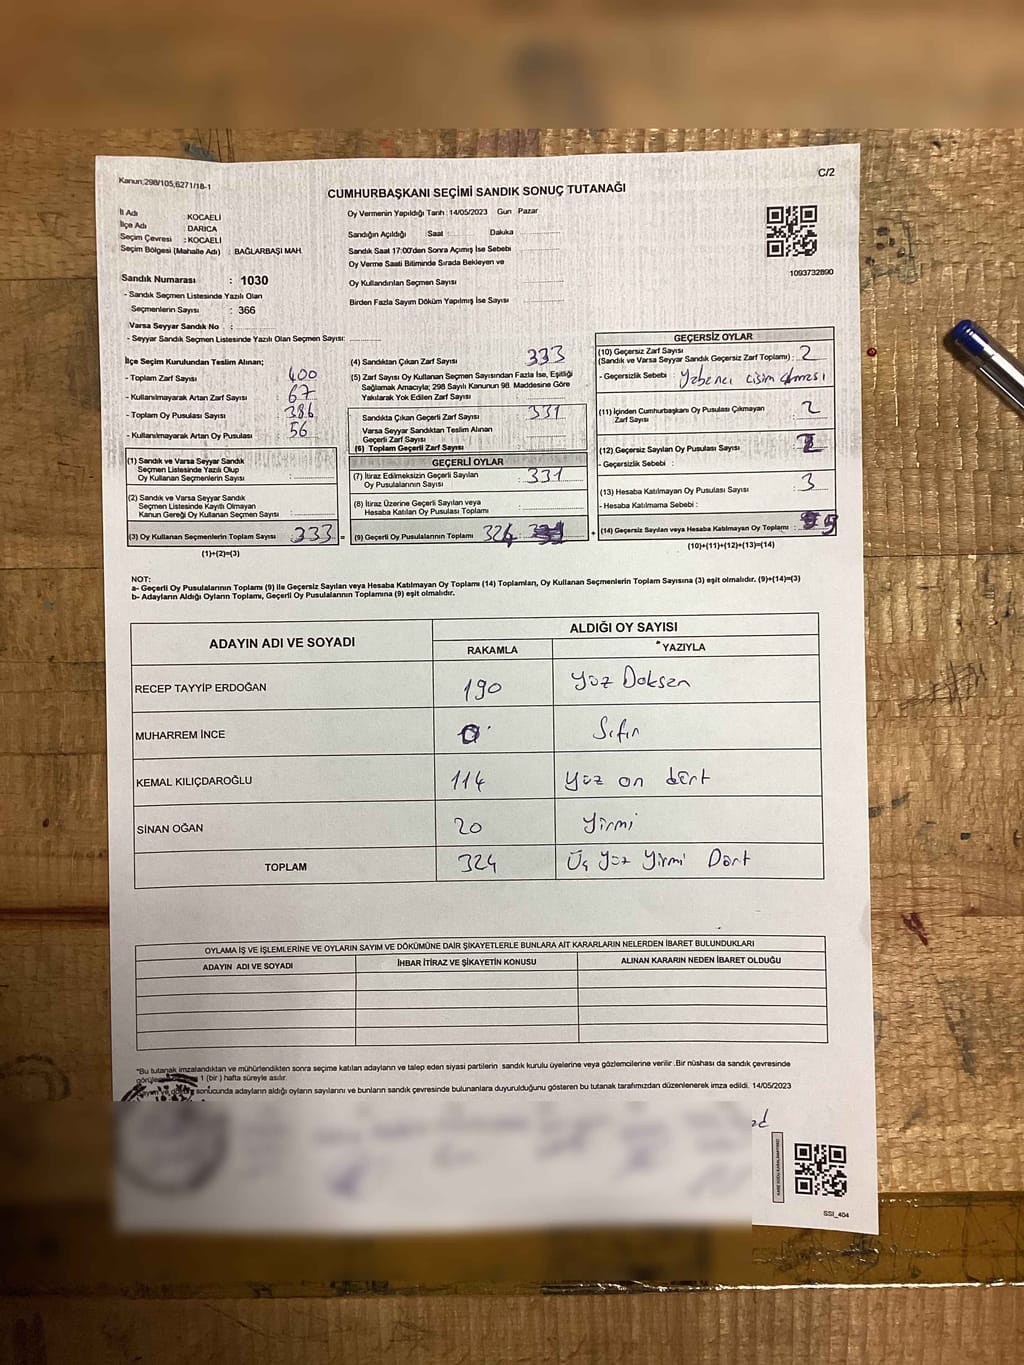 Kanun:298/105,6271/18-1
C/2
CUMHURBAŞKANI SEÇİMİ SANDIK SONUÇ TUTANAĞI
İl Adı : KOCAELİ
İlçe Adı : DARICA
Seçim Çevresi : KOCAELİ
Seçim Bölgesi (Mahalle Adı) : BAĞLARBAŞI MAH.
Sandık Numarası : 1030
- Sandık Seçmen Listesinde Yazılı Olan
Seçmenlerin Sayısı : 366
Varsa Seyyar Sandık No :
- Seyyar Sandık Seçmen Listesinde Yazılı Olan Seçmen Sayısı:
Oy Vermenin Yapıldığı Tarih : 14/05/2023 Gün Pazar
Sandığın Açıldığı Saat : Dakika
Sandık Saat 17:00'den Sonra Açımış İse Sebebi
Oy Verme Saati Bitiminde Sırada Bekleyen ve
Oy Kullandırılan Seçmen Sayısı
Birden Fazla Sayım Döküm Yapılmış İse Sayısı
1093732890
İlçe Seçim Kurulundan Teslim Alınan;
- Toplam Zarf Sayısı : 400
- Kullanılmayarak Artan Zarf Sayısı : 67
- Toplam Oy Pusulası Sayısı : 386
- Kullanılmayarak Artan Oy Pusulası : 56
(1) Sandık ve Varsa Seyyar Sandık
Seçmen Listesinde Yazılı Olup
Oy Kullanan Seçmenlerin Sayısı :
(2) Sandık ve Varsa Seyyar Sandık
Seçmen Listesinde Kayıtlı Olmayan
Kanun Gereği Oy Kullanan Seçmen Sayısı :
(3) Oy Kullanan Seçmenlerin Toplam Sayısı : 333 =
(1)+(2)=(3)
(4) Sandıktan Çıkan Zarf Sayısı 333
(5) Zarf Sayısı Oy Kullanan Seçmen Sayısından Fazla İse, Eşitliği
Sağlamak Amacıyla; 298 Sayılı Kanunun 98. Maddesine Göre
Yakılarak Yok Edilen Zarf Sayısı
Sandıkta Çıkan Geçerli Zarf Sayısı : 331
Varsa Seyyar Sandıktan Teslim Alınan
Geçerli Zarf Sayısı
(6) Toplam Geçerli Zarf Sayısı
GEÇERLİ OYLAR
(7) İtiraz Edilmeksizin Geçerli Sayılan
Oy Pusulalarının Sayısı : 331
(8) İtiraz Üzerine Geçerli Sayılan veya
Hesaba Katılan Oy Pusulası Toplamı
(9) Geçerli Oy Pusulalarının Toplamı 324 +
GEÇERSİZ OYLAR
(10) Geçersiz Zarf Sayısı
(Sandık ve Varsa Seyyar Sandık Geçersiz Zarf Toplamı) : 2
- Geçersizlik Sebebi : Yabancı cisim
(11) İçinden Cumhurbaşkanı Oy Pusulası Çıkmayan
Zarf Sayısı : 2
(12) Geçersiz Sayılan Oy Pusulası Sayısı : 2
- Geçersizlik Sebebi :
(13) Hesaba Katılmayan Oy Pusulası Sayısı : 3
- Hesaba Katılmama Sebebi :
(14) Geçersiz Sayılan veya Hesaba Katılmayan Oy Toplamı : 9
(10)+(11)+(12)+(13)=(14)
NOT:
a- Geçerli Oy Pusulalarının Toplamı (9) ile Geçersiz Sayılan veya Hesaba Katılmayan Oy Toplamı (14) Toplamları, Oy Kullanan Seçmenlerin Toplam Sayısına (3) eşit olmalıdır. (9)+(14)=(3)
b- Adayların Aldığı Oyların Toplamı, Geçerli Oy Pusulalarının Toplamına (9) eşit olmalıdır.
ADAYIN ADI VE SOYADI
ALDIĞI OY SAYISI
RAKAMLA YAZIYLA
RECEP TAYYİP ERDOĞAN 190 Yüz Doksan
MUHARREM İNCE 0 Sıfır
KEMAL KILIÇDAROĞLU 114 Yüz on dört
SİNAN OĞAN 20 Yirmi
TOPLAM 324 Üç Yüz Yirmi Dört
OYLAMA İŞ VE İŞLEMLERİNE VE OYLARIN SAYIM VE DÖKÜMÜNE DAİR ŞİKAYETLERLE BUNLARA AİT KARARLARIN NELERDEN İBARET BULUNDUKLARI
ADAYIN ADI VE SOYADI İHBAR İTİRAZ VE ŞİKAYETİN KONUSU ALINAN KARARIN NEDEN İBARET OLDUĞU
"Bu tutanak imzalandıktan ve mühürlendikten sonra seçime katılan adayların ve talep eden siyasi partilerin sandık kurulu üyelerine veya gözlemcilerine verilir .Bir nüshası da sandık çevresinde
1 (bir ) hafta süreyle asılır.
sonucunda adayların aldığı oyların sayılarını ve bunların sandık çevresinde bulunanlara duyurulduğunu gösteren bu tutanak tarafımızdan düzenlenerek imza edildi. 14/05/2023
SSI_404